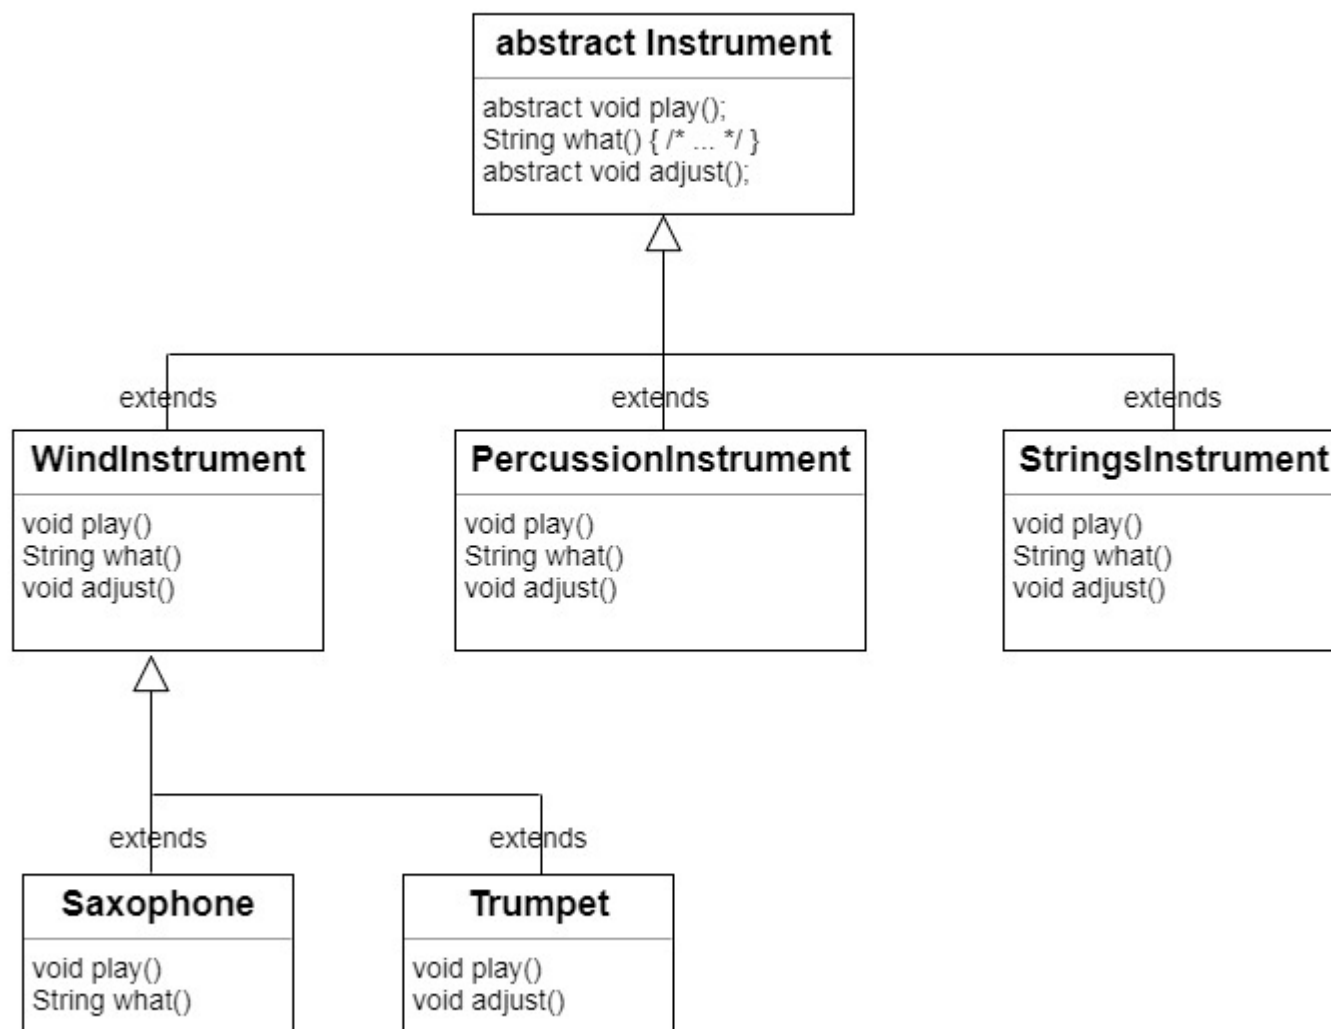 abstract Instrument
abstract void play();
String what() { /* ... */ }
abstract void adjust();
extends
extends
extends
WindInstrument
void play()
String what()
void adjust()
PercussionInstrument
void play()
String what()
void adjust()
StringsInstrument
void play()
String what()
void adjust()
extends
extends
Saxophone
void play()
String what()
Trumpet
void play()
void adjust()